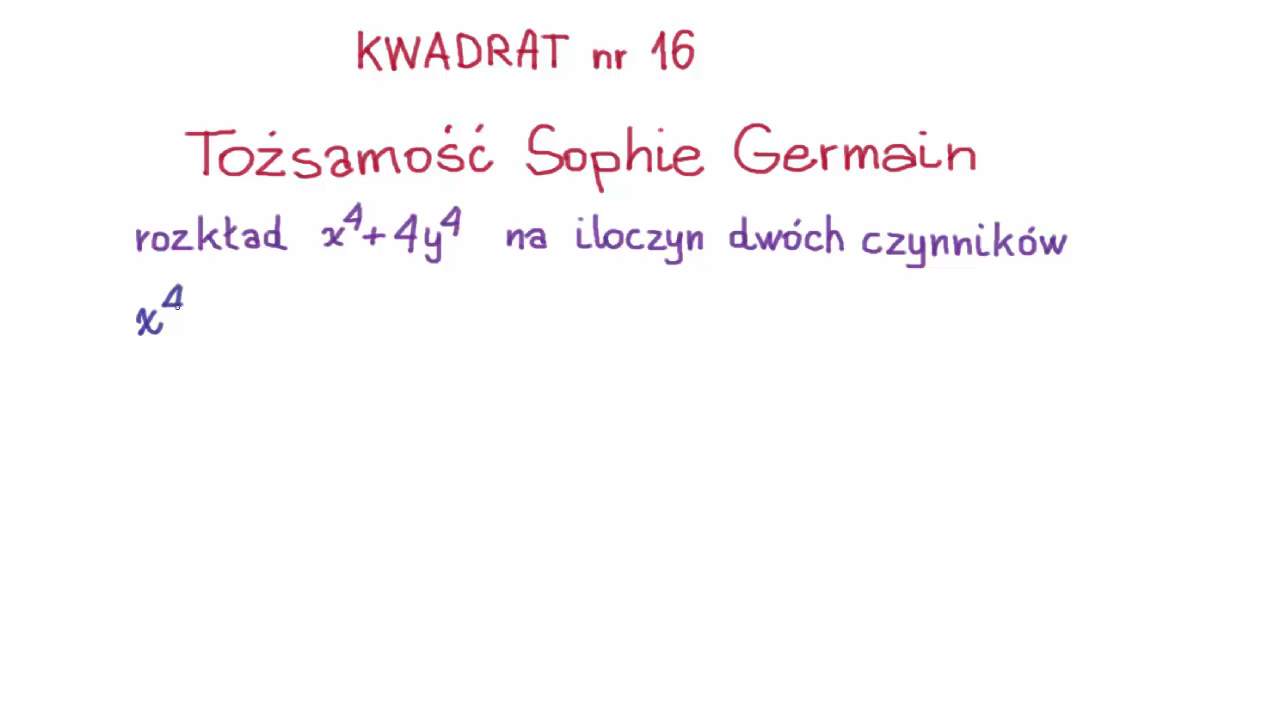 KWADRAT nr 16
Tożsamość Sophie Germain
rozkład x⁴+4y⁴ na iloczyn dwóch czynników
x⁴